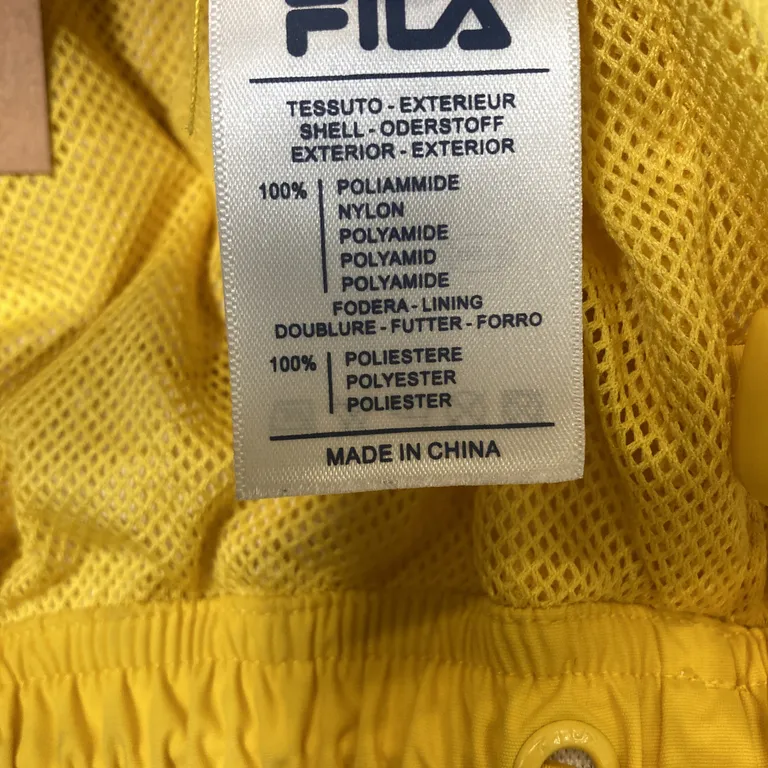 FILA
TESSUTO - EXTERIEUR
SHELL - ODERSTOFF
EXTERIOR - EXTERIOR
100% POLIAMMIDE
NYLON
POLYAMIDE
POLYAMID
POLYAMIDE
FODERA - LINING
DOUBLURE - FUTTER - FORRO
100% POLIESTERE
POLYESTER
POLIESTER
MADE IN CHINA